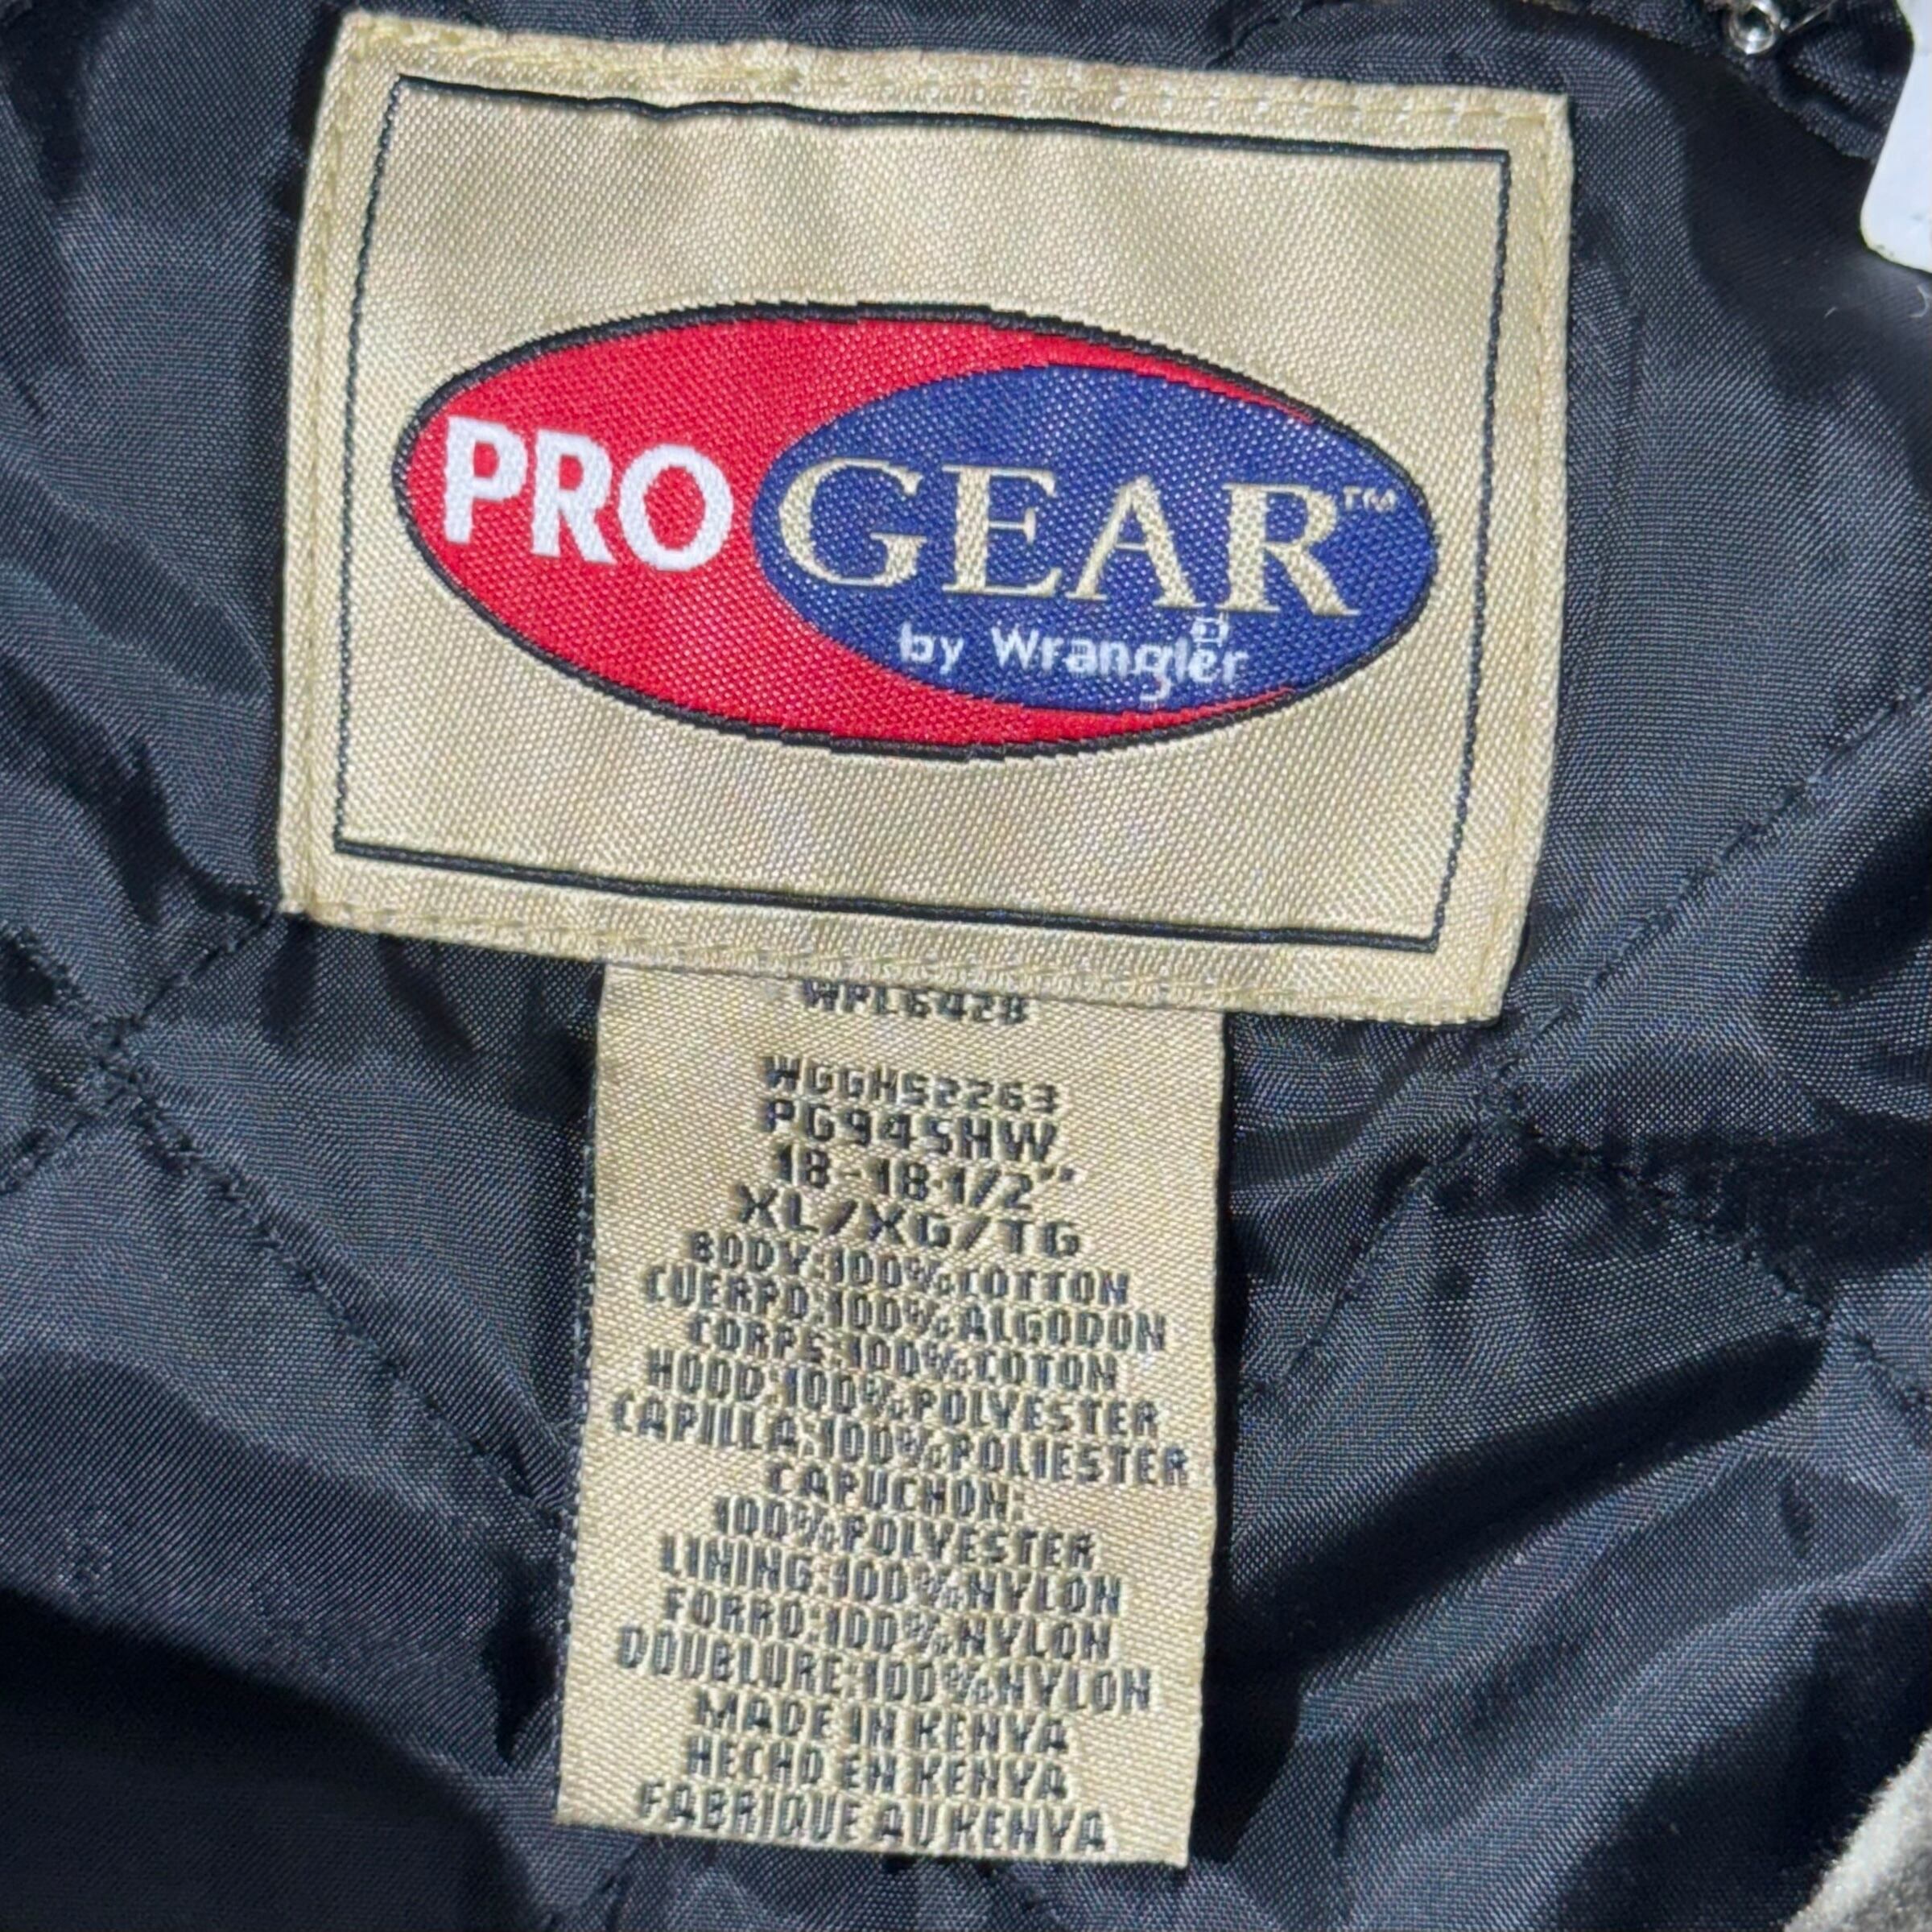 PRO GEAR™
by Wrangler®
WPL6428
WGGHS2263
PG94SHW
18-18-1/2"
XL/XG/TG
BODY:100%COTTON
CUERPO:100%ALGODON
CORPS:100%COTON
HOOD:100%POLYESTER
CAPILLA:100%POLIESTER
CAPUCHON:
100%POLYESTER
LINING:100%NYLON
FORRO:100%NYLON
DOUBLURE:100%NYLON
MADE IN KENYA
HECHO EN KENYA
FABRIQUE AU KENYA